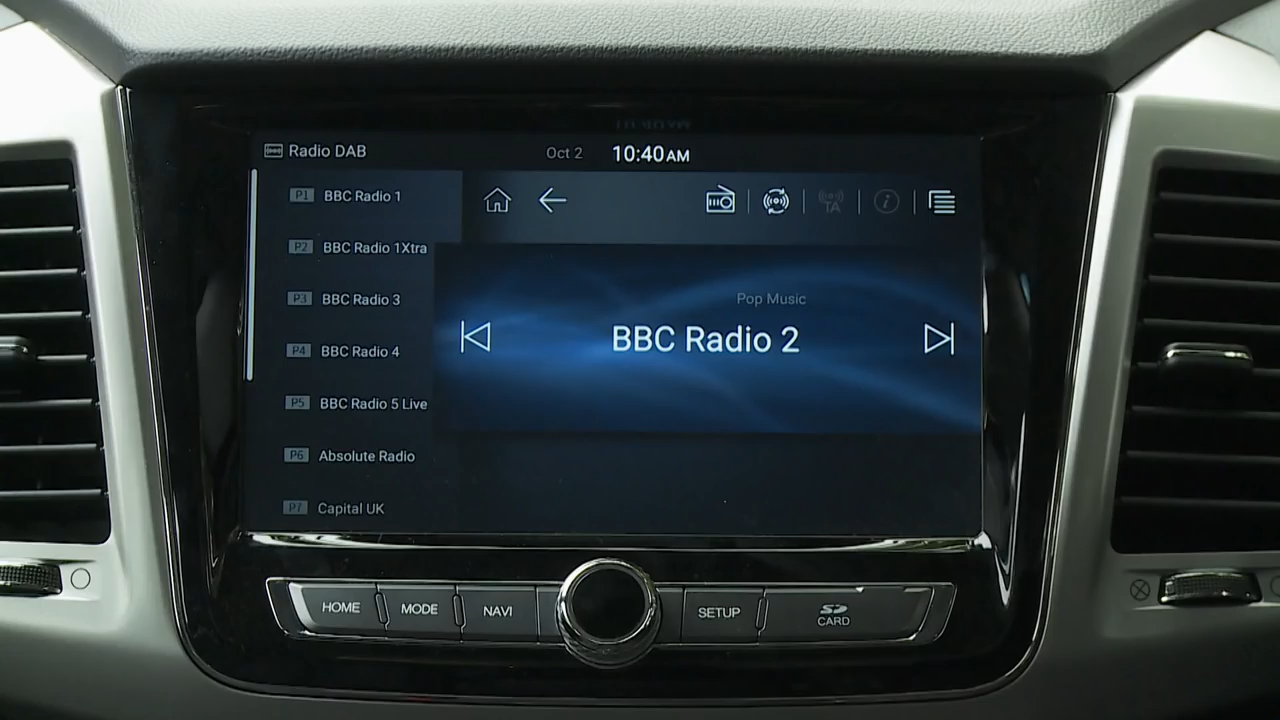 Radio DAB
Oct 2
10:40 AM
P1 BBC Radio 1
P2 BBC Radio 1Xtra
P3 BBC Radio 3
P4 BBC Radio 4
P5 BBC Radio 5 Live
P6 Absolute Radio
P7 Capital UK
TA
i
Pop Music
BBC Radio 2
HOME
MODE
NAVI
SETUP
SD
CARD